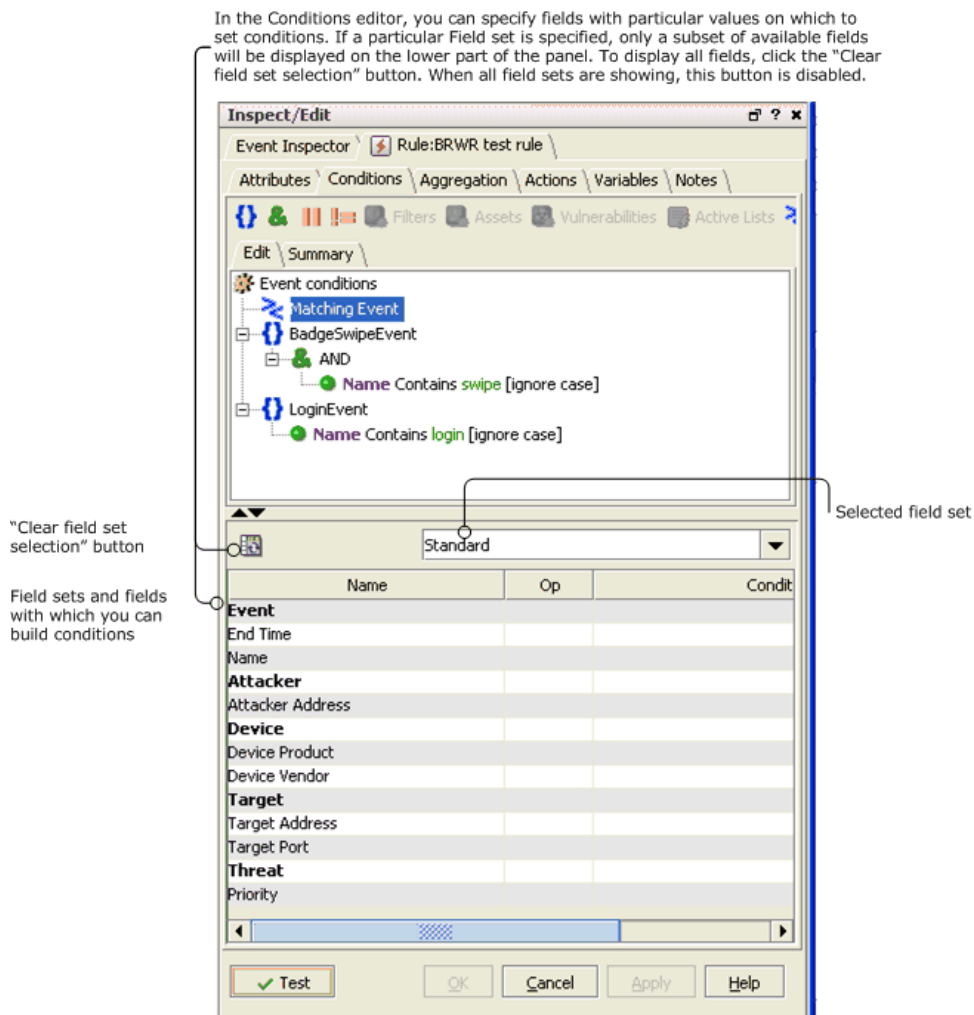 In the Conditions editor, you can specify fields with particular values on which to
set conditions. If a particular Field set is specified, only a subset of available fields
will be displayed on the lower part of the panel. To display all fields, click the “Clear
field set selection” button. When all field sets are showing, this button is disabled.
Inspect/Edit
Event Inspector
Rule:BRWR test rule
Attributes
Conditions
Aggregation
Actions
Variables
Notes
Filters
Assets
Vulnerabilities
Active Lists
Edit
Summary
Event conditions
Matching Event
BadgeSwipeEvent
AND
Name Contains swipe [ignore case]
LoginEvent
Name Contains login [ignore case]
Selected field set
“Clear field set
selection” button
Standard
Field sets and fields
with which you can
build conditions
Name
Op
Condit
Event
End Time
Name
Attacker
Attacker Address
Device
Device Product
Device Vendor
Target
Target Address
Target Port
Threat
Priority
Test
OK
Cancel
Apply
Help